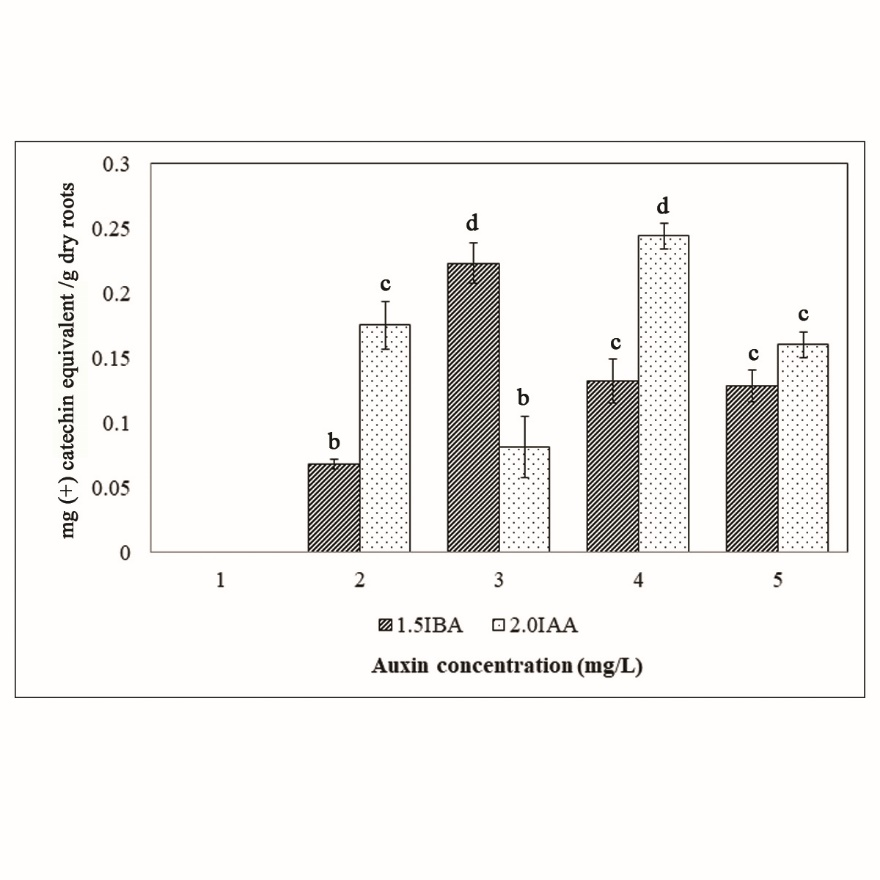 mg (+) catechin equivalent /g dry roots
0.3
0.25
0.2
0.15
0.1
0.05
0
b
c
d
b
c
d
c
c
1
2
3
4
5
1.5IBA
2.0IAA
Auxin concentration (mg/L)